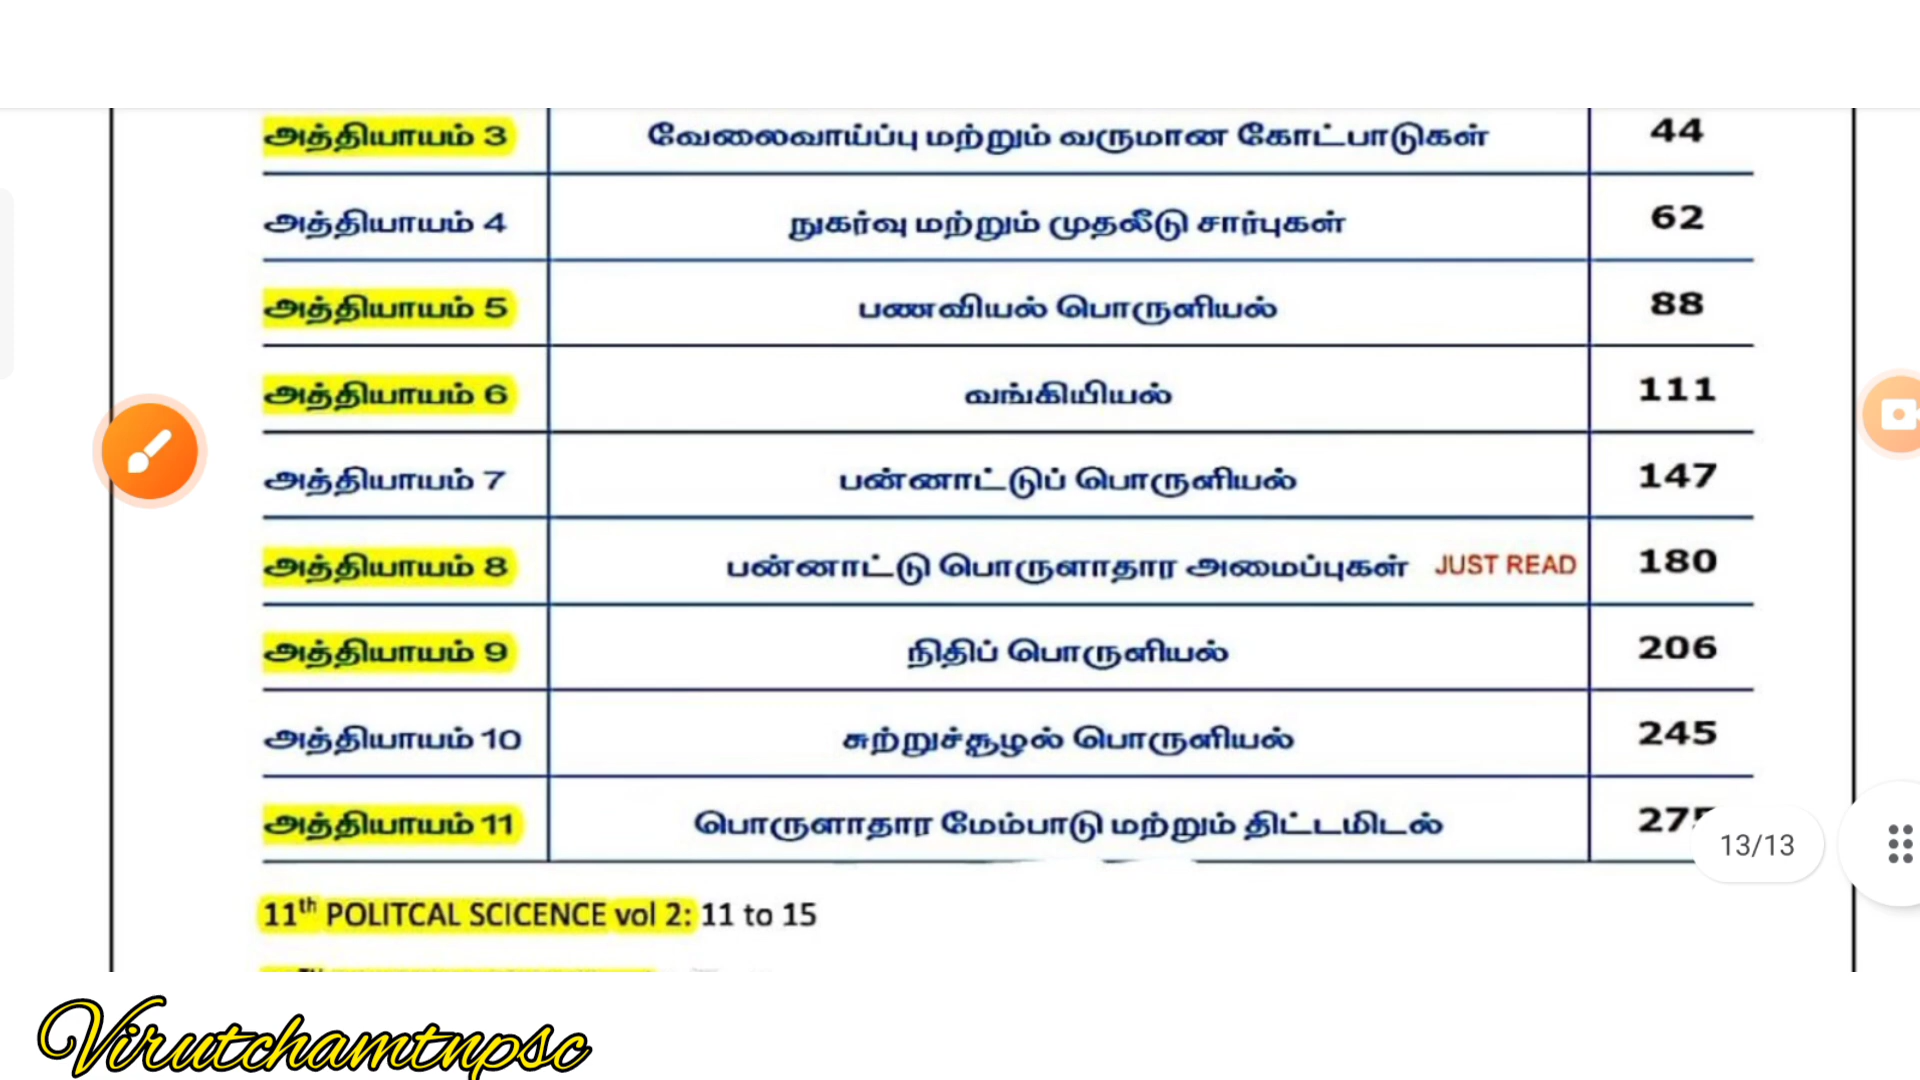 அத்தியாயம் 3 வேலைவாய்ப்பு மற்றும் வருமான கோட்பாடுகள் 44
அத்தியாயம் 4 நுகர்வு மற்றும் முதலீடு சார்புகள் 62
அத்தியாயம் 5 பணவியல் பொருளியல் 88
அத்தியாயம் 6 வங்கியியல் 111
அத்தியாயம் 7 பன்னாட்டுப் பொருளியல் 147
அத்தியாயம் 8 பன்னாட்டு பொருளாதார அமைப்புகள் JUST READ 180
அத்தியாயம் 9 நிதிப் பொருளியல் 206
அத்தியாயம் 10 சுற்றுச்சூழல் பொருளியல் 245
அத்தியாயம் 11 பொருளாதார மேம்பாடு மற்றும் திட்டமிடல்
13/13
11th POLITCAL SCICENCE vol 2: 11 to 15
Virutchamtnpsc